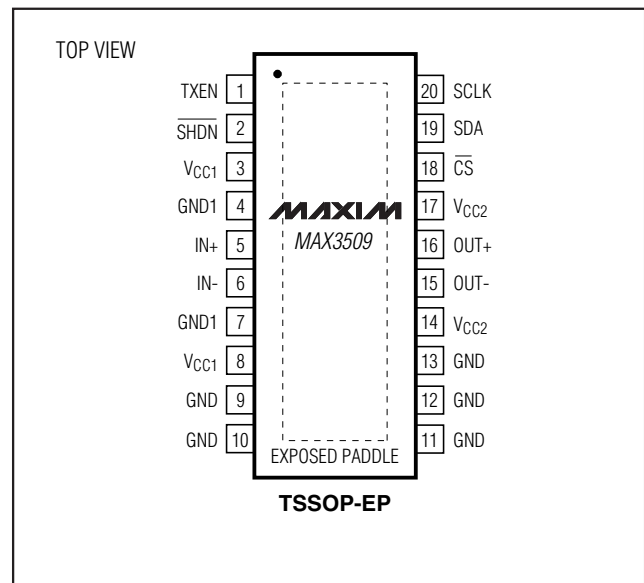 TOP VIEW
TXEN 1 20 SCLK
S̅H̅D̅N̅ 2 19 SDA
VCC1 3 18 C̅S̅
GND1 4 MAXIM 17 VCC2
IN+ 5 MAX3509 16 OUT+
IN- 6 15 OUT-
GND1 7 14 VCC2
VCC1 8 13 GND
GND 9 12 GND
GND 10 11 GND
EXPOSED PADDLE
TSSOP-EP